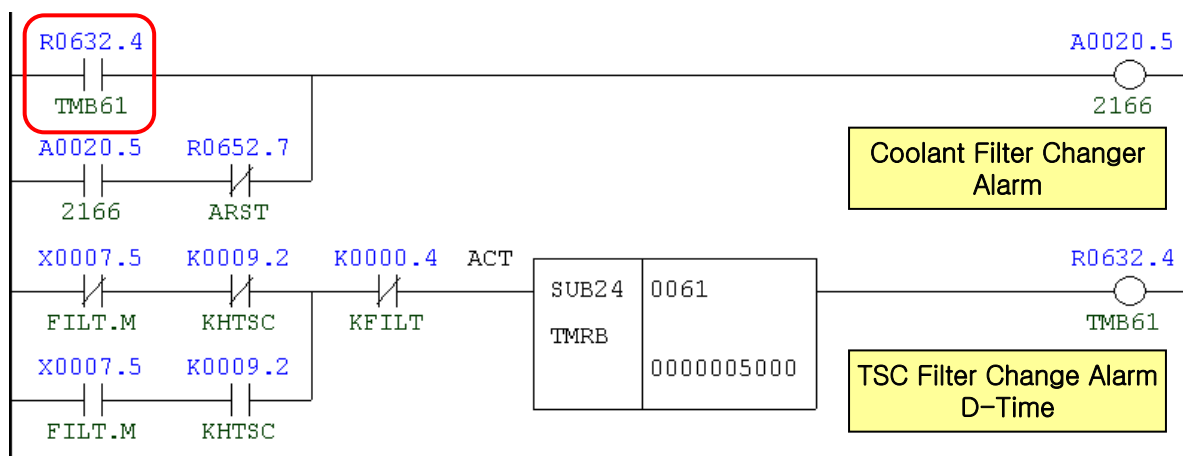 R0632.4 A0020.5
TMB61 2166
A0020.5 R0652.7
2166 ARST
Coolant Filter Changer
Alarm
X0007.5 K0009.2 K0000.4 ACT R0632.4
SUB24 0061
FILT.M KHTSC KFILT TMB61
TMRB
X0007.5 K0009.2 0000005000
FILT.M KHTSC
TSC Filter Change Alarm
D-Time